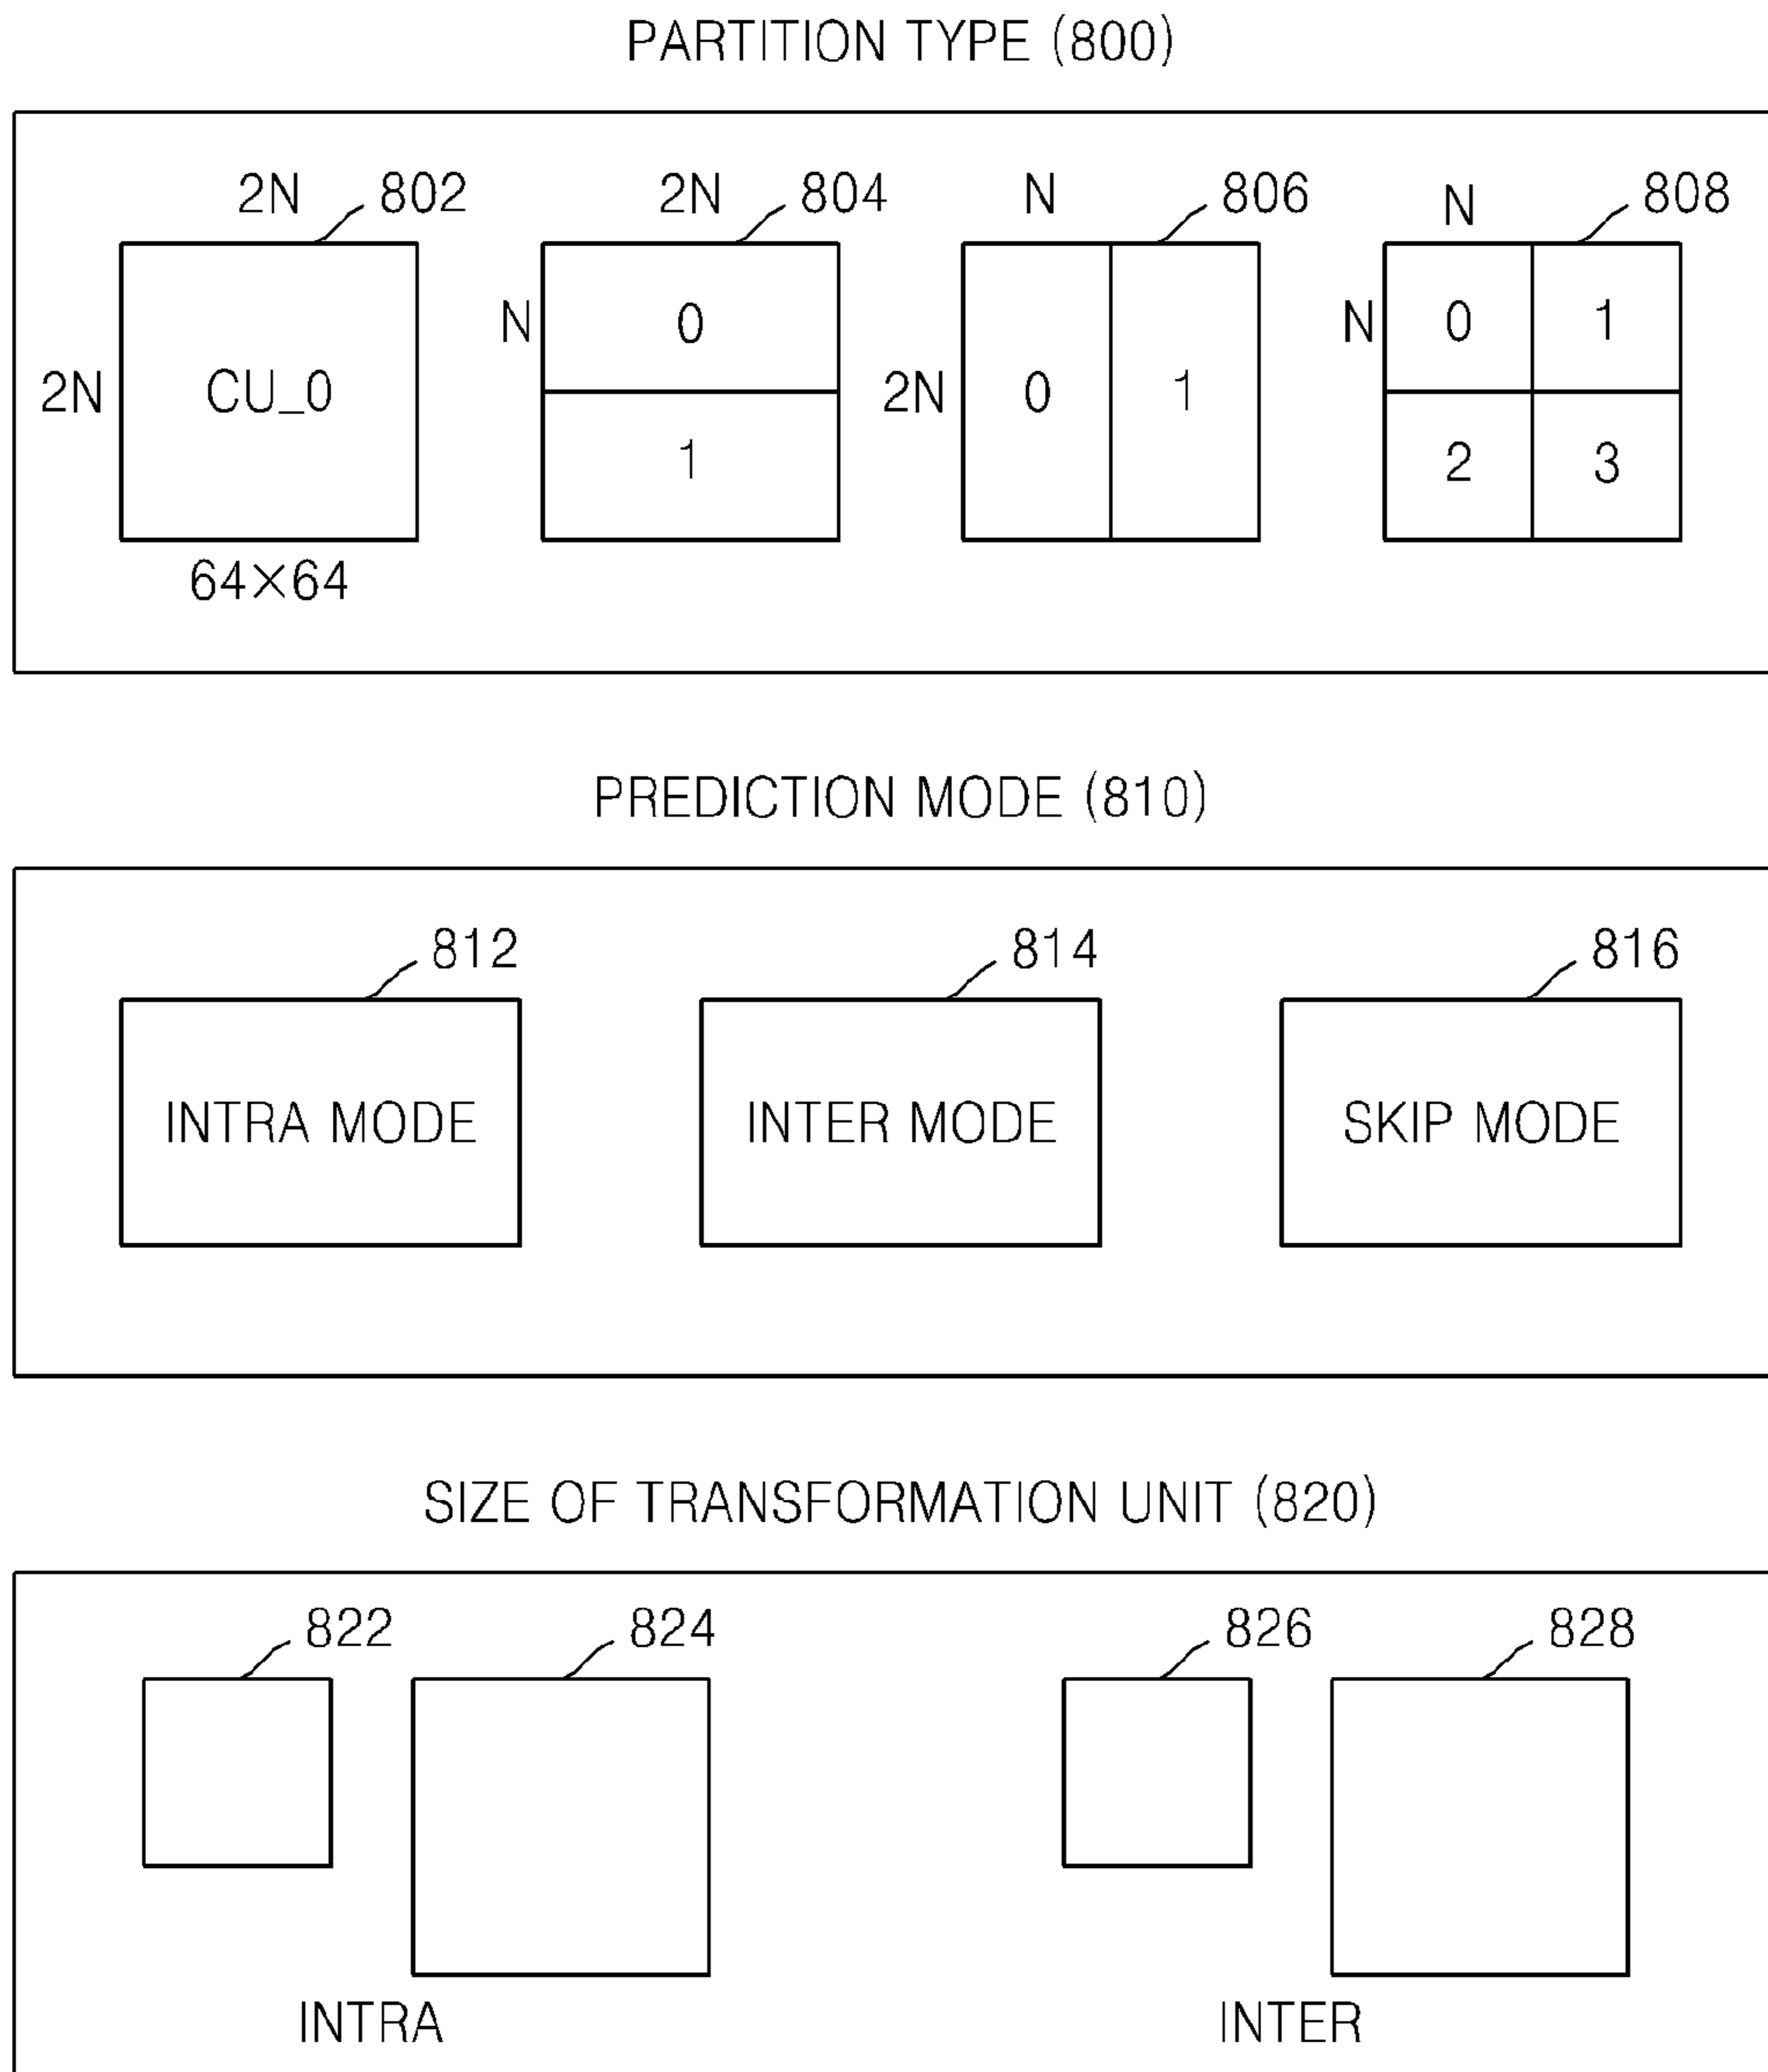 PARTITION TYPE (800)
2N 802 2N 804 N 806 N 808
N 0 N 0 1
2N CU_0 2N 0 1
1 2 3
64×64
PREDICTION MODE (810)
812 814 816
INTRA MODE INTER MODE SKIP MODE
SIZE OF TRANSFORMATION UNIT (820)
822 824 826 828
INTRA INTER